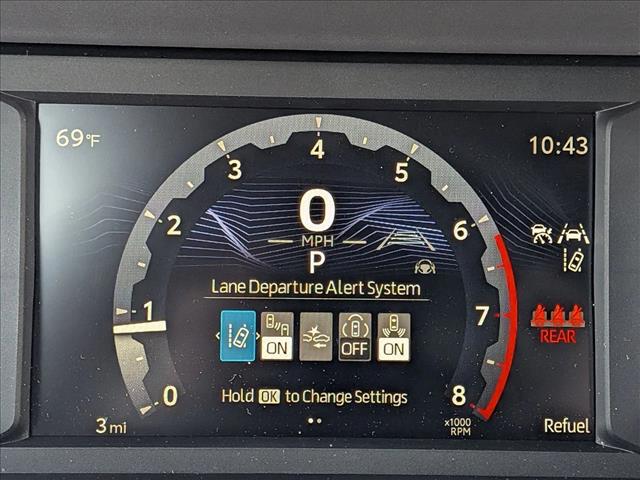 69°F
10:43
4
3
5
0
2
6
MPH
P
Lane Departure Alert System
1
7
A
ON
OFF
ON
REAR
Hold OK to Change Settings
0
8
3 mi
x1000
RPM
Refuel